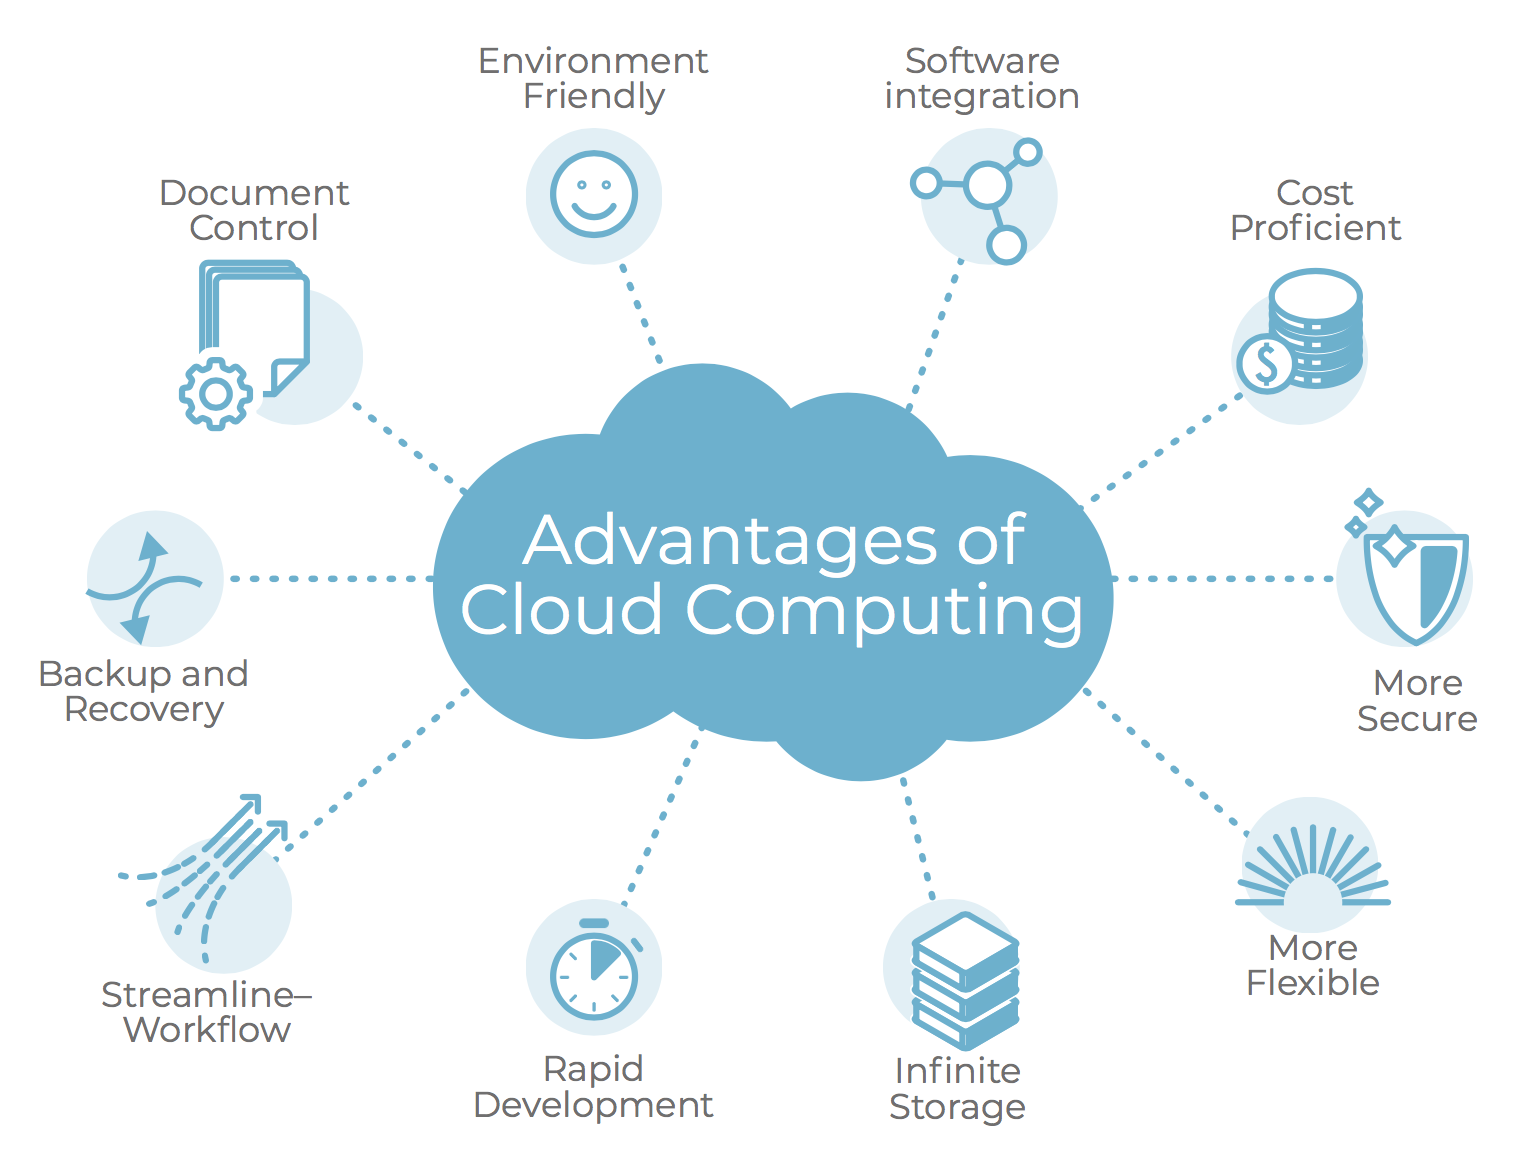 Environment
Friendly
Software
integration
Document
Control
Cost
Proficient
$
Advantages of
Cloud Computing
Backup and
Recovery
More
Secure
Streamline–
Workflow
More
Flexible
Rapid
Development
Infinite
Storage